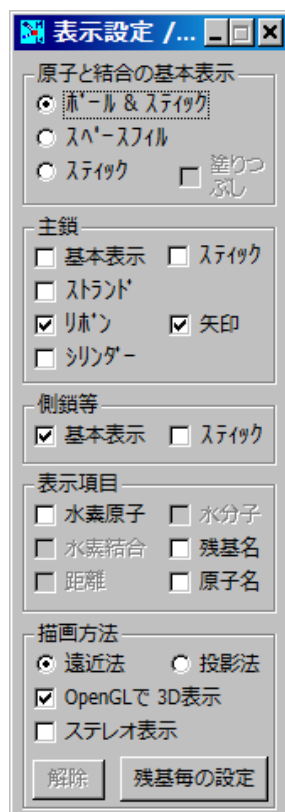 表示設定 /...
原子と結合の基本表示
ﾎﾞｰﾙ & ｽﾃｨｯｸ
ｽﾍﾟｰｽﾌｨﾙ
ｽﾃｨｯｸ 塗りつ
ぶし
主鎖
基本表示 ｽﾃｨｯｸ
ｽﾄﾗﾝﾄﾞ
ﾘﾎﾞﾝ 矢印
ｼﾘﾝﾀﾞｰ
側鎖等
基本表示 ｽﾃｨｯｸ
表示項目
水素原子 水分子
水素結合 残基名
距離 原子名
描画方法
遠近法 投影法
OpenGLで 3D表示
ステレオ表示
解除 残基毎の設定